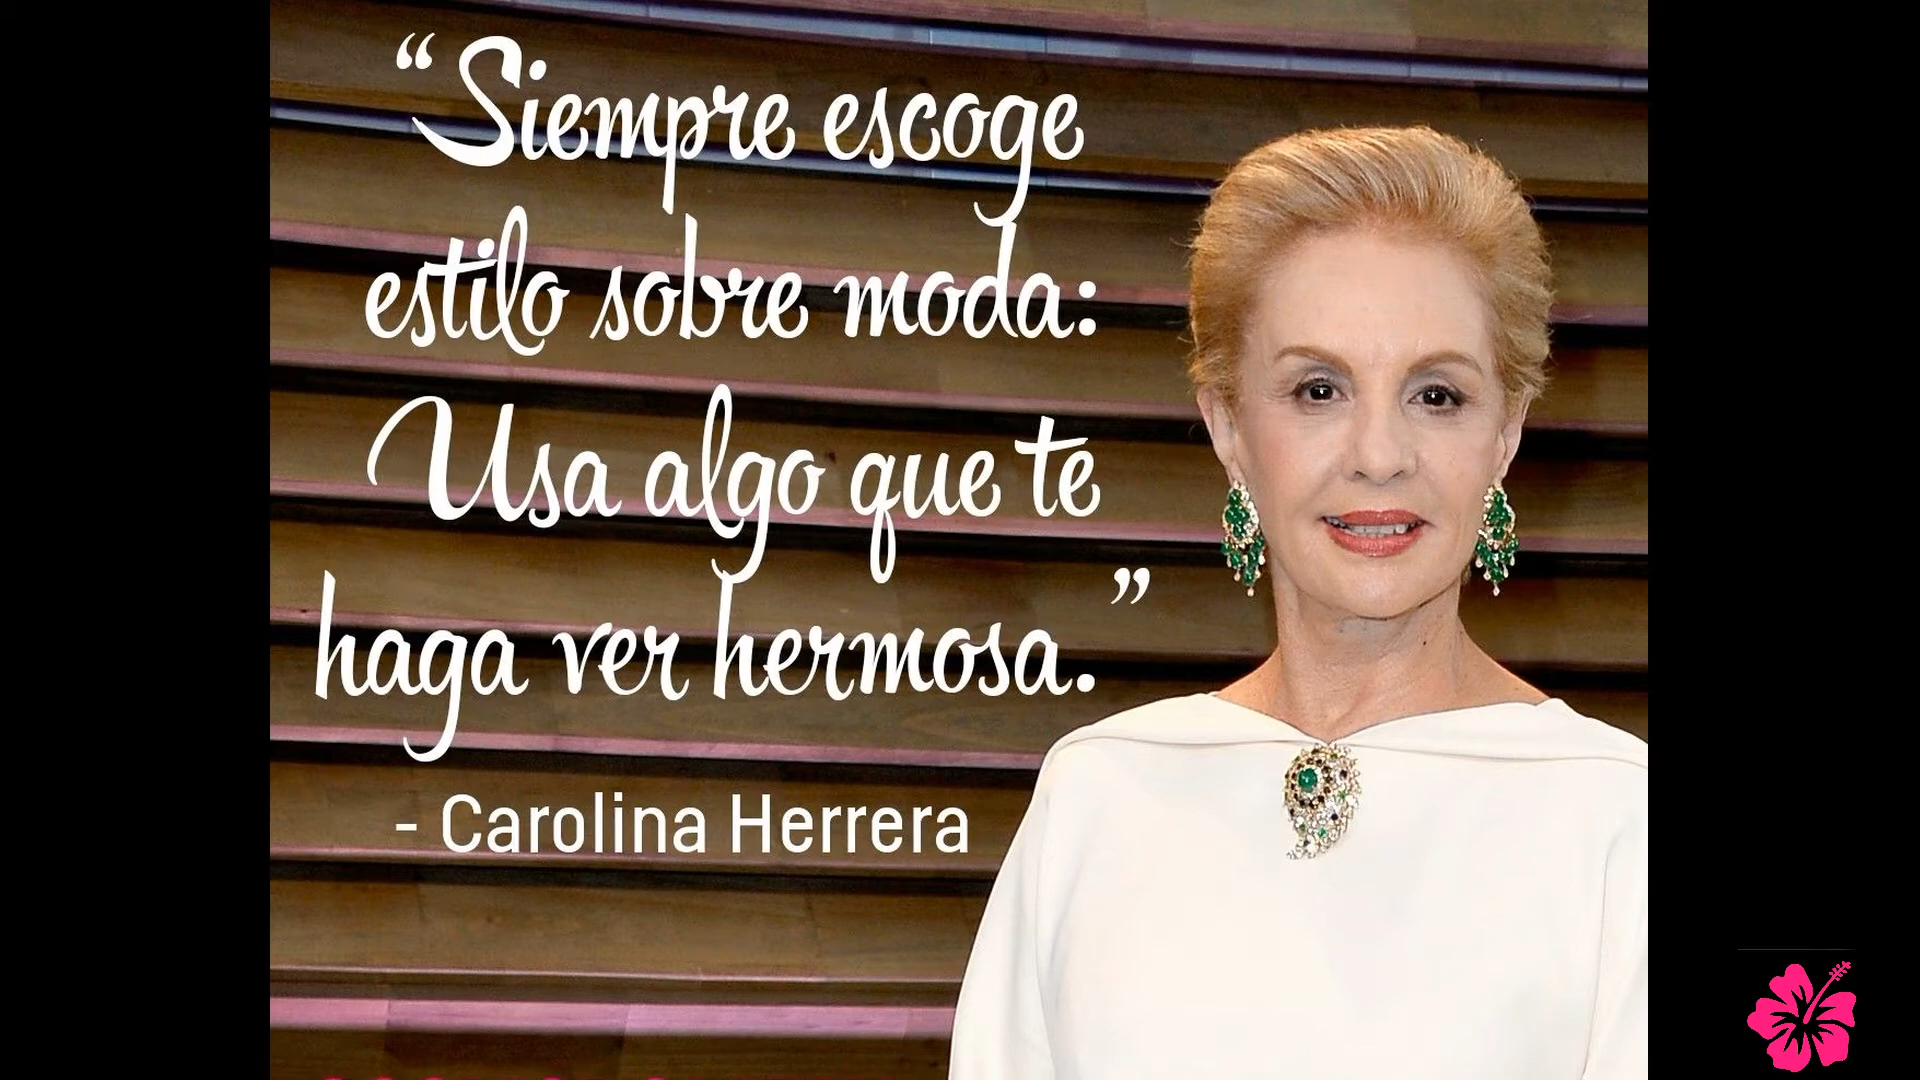 “Siempre escoge
estilo sobre moda:
Usa algo que te
haga ver hermosa.”
- Carolina Herrera